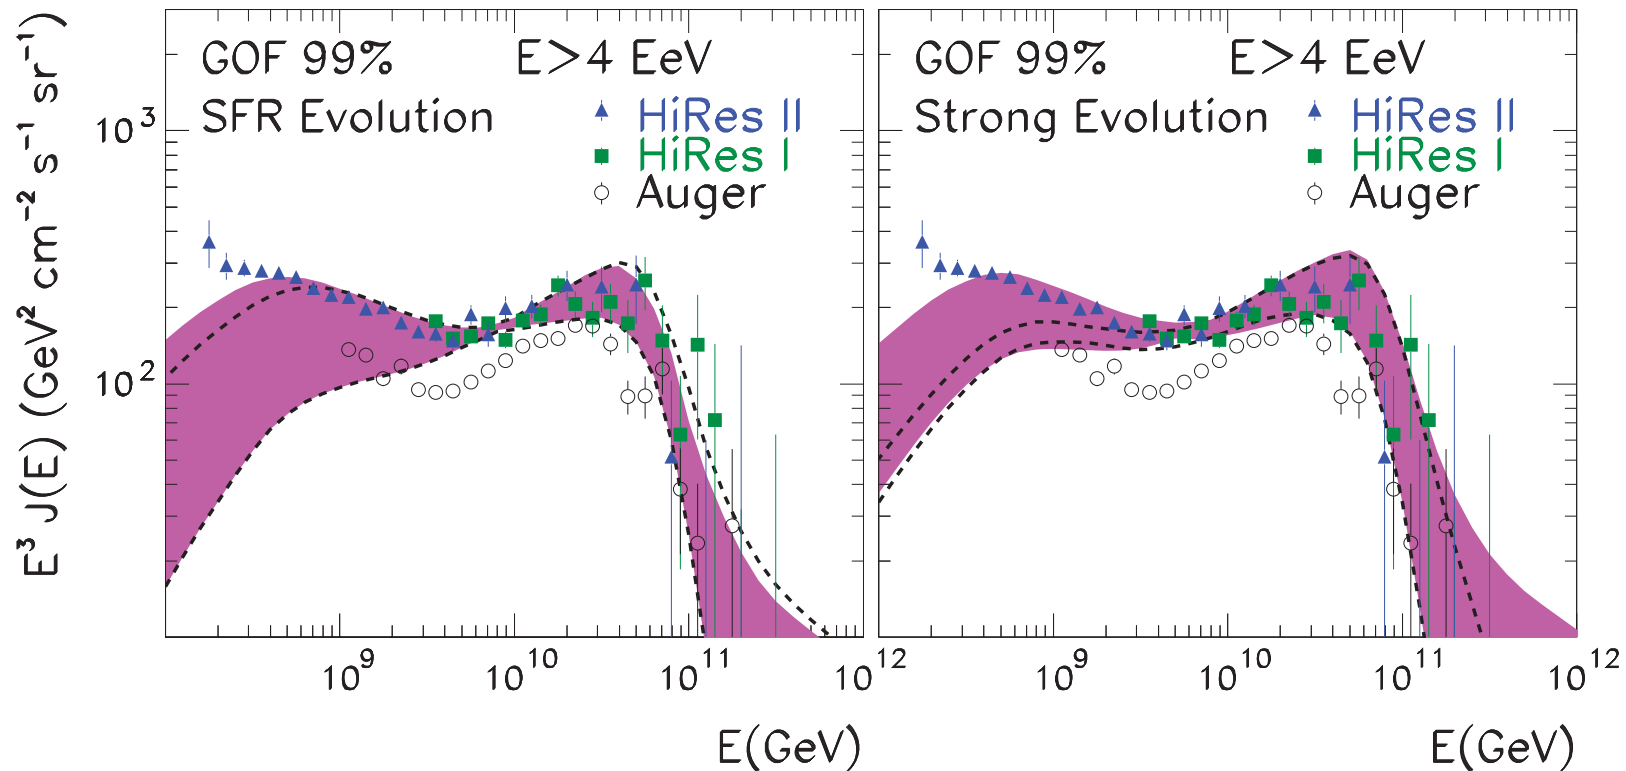 E³ J(E) (GeV² cm⁻² s⁻¹ sr⁻¹)
10³
10²
GOF 99% E>4 EeV
SFR Evolution
HiRes II
HiRes I
Auger
10⁹ 10¹⁰ 10¹¹ 10¹²
E(GeV)
GOF 99% E>4 EeV
Strong Evolution
HiRes II
HiRes I
Auger
10⁹ 10¹⁰ 10¹¹ 10¹²
E(GeV)